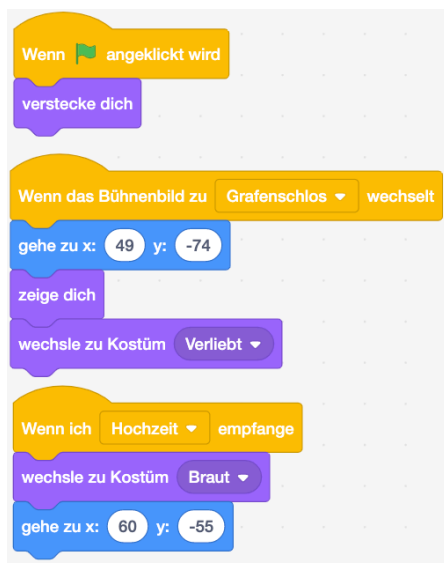 Wenn angeklickt wird
verstecke dich
Wenn das Bühnenbild zu Grafenschlos wechselt
gehe zu x: 49 y: -74
zeige dich
wechsle zu Kostüm Verliebt
Wenn ich Hochzeit empfange
wechsle zu Kostüm Braut
gehe zu x: 60 y: -55